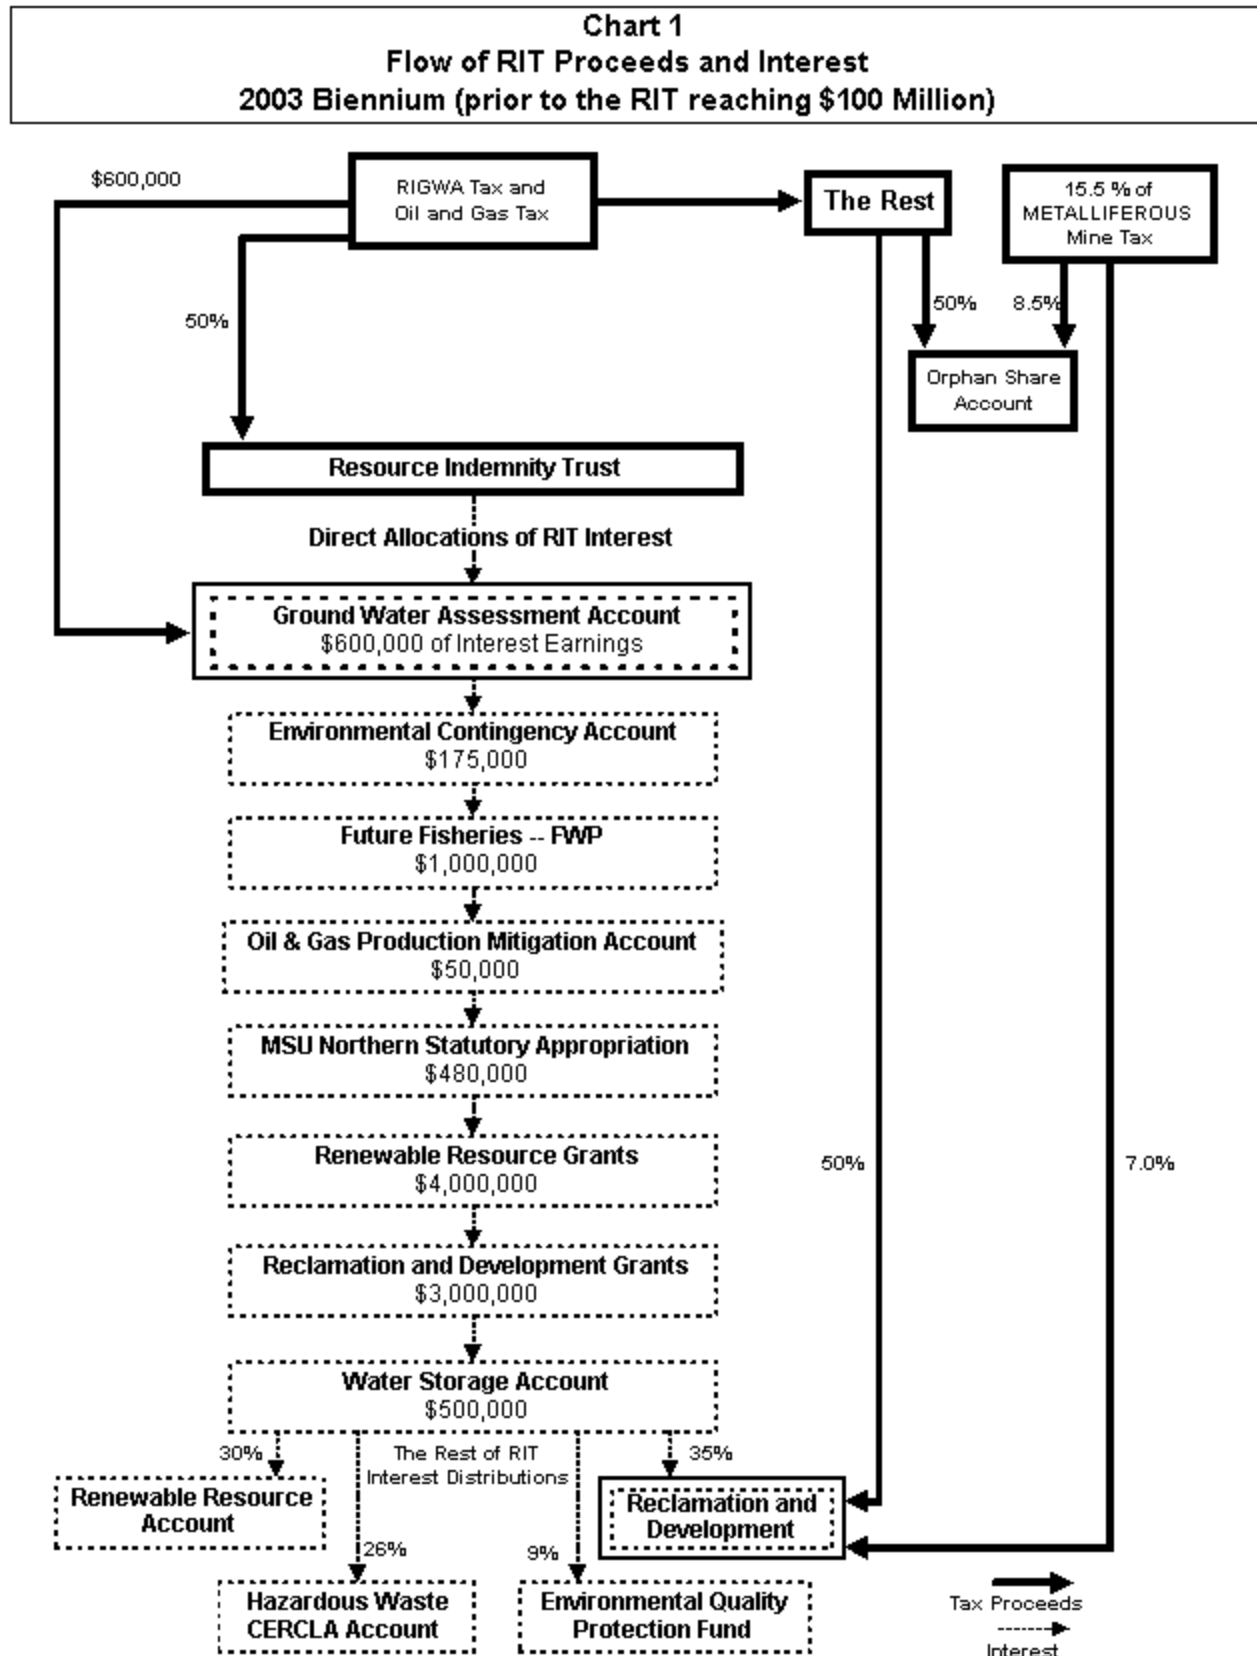 Chart 1
Flow of RIT Proceeds and Interest
2003 Biennium (prior to the RIT reaching $100 Million)
$600,000
RIGWA Tax and
Oil and Gas Tax
The Rest
15.5 % of
METALLIFEROUS
Mine Tax
50%
50%
8.5%
Orphan Share
Account
Resource Indemnity Trust
Direct Allocations of RIT Interest
Ground Water Assessment Account
$600,000 of Interest Earnings
Environmental Contingency Account
$175,000
Future Fisheries -- FWP
$1,000,000
Oil & Gas Production Mitigation Account
$50,000
MSU Northern Statutory Appropriation
$480,000
Renewable Resource Grants
$4,000,000
50%
7.0%
Reclamation and Development Grants
$3,000,000
Water Storage Account
$500,000
30%
The Rest of RIT
Interest Distributions
35%
Renewable Resource
Account
Reclamation and
Development
26%
9%
Hazardous Waste
CERCLA Account
Environmental Quality
Protection Fund
Tax Proceeds
Interest